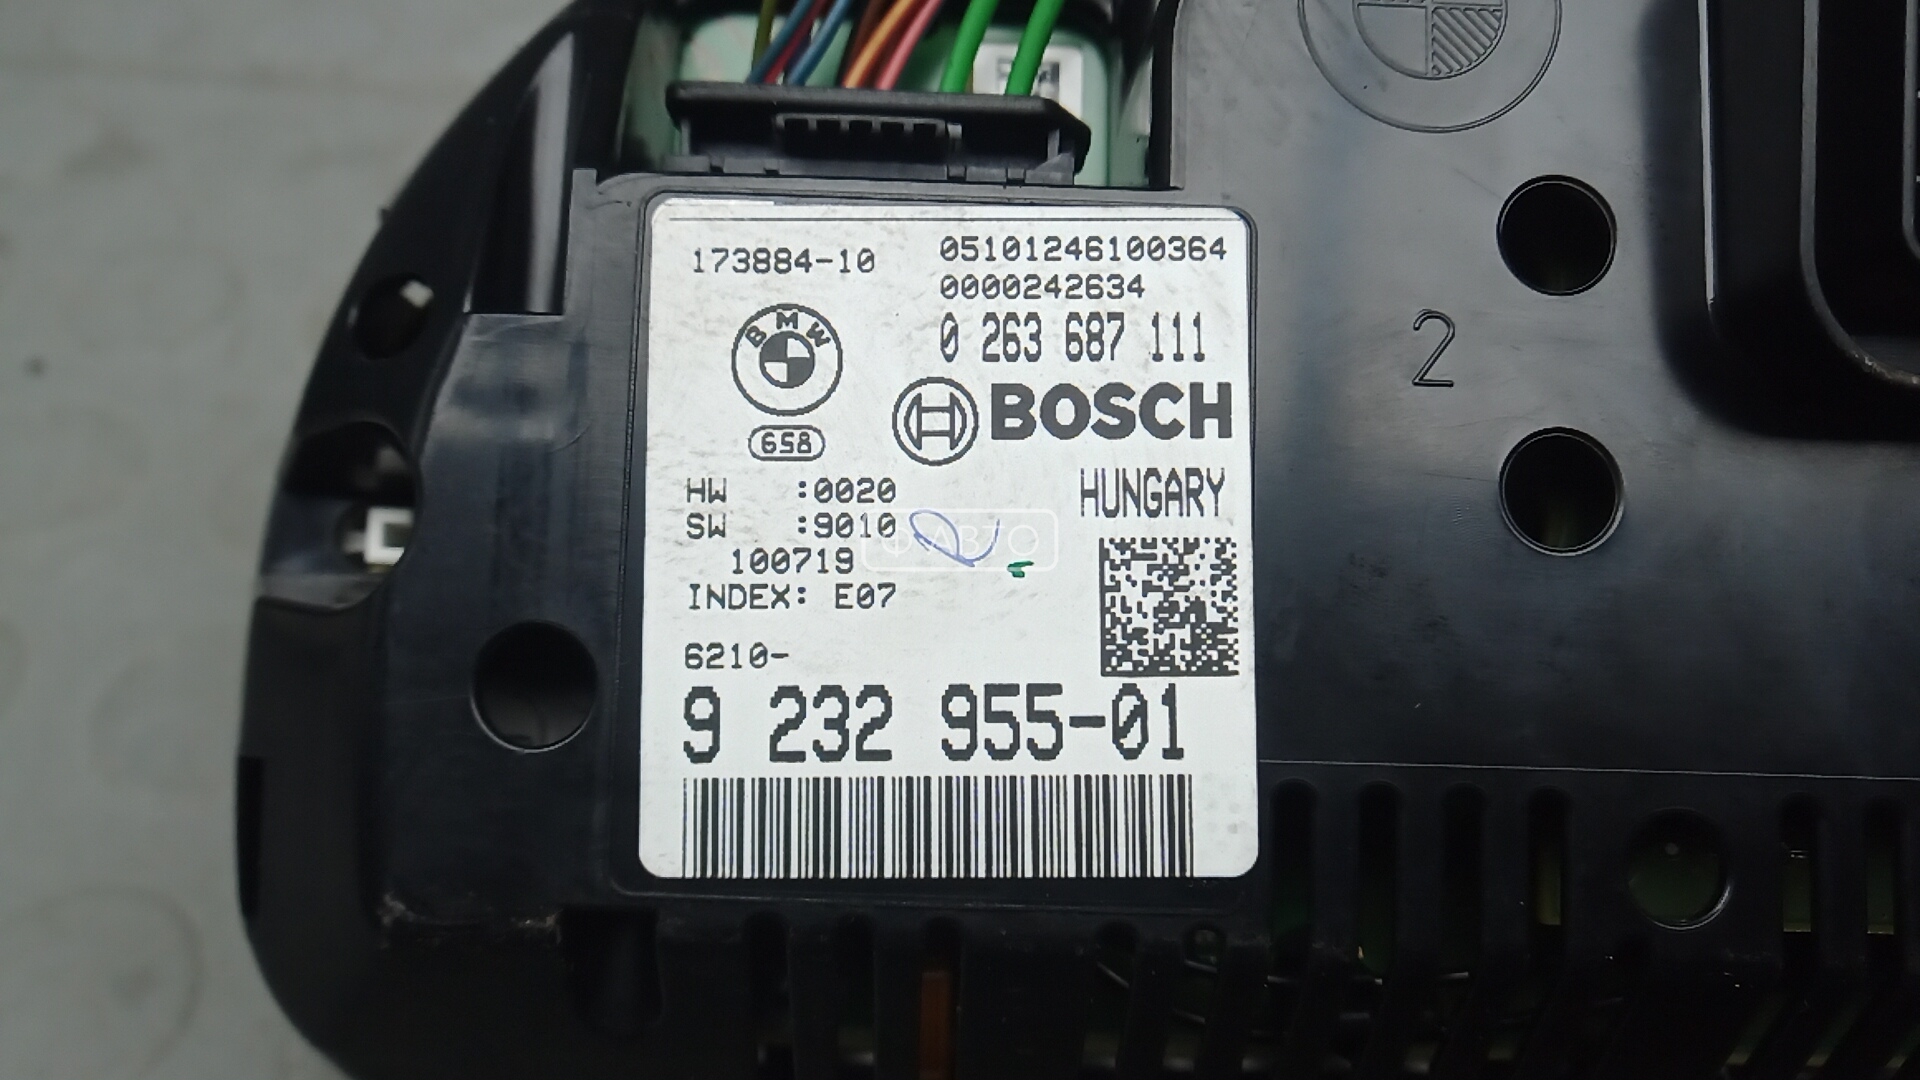 173884-10
05101246100364
0000242634
0 263 687 111
BMW
658
BOSCH
HUNGARY
HW :0020
SW :9010
100719
INDEX: E07
ФАВТО
6210-
9 232 955-01
2